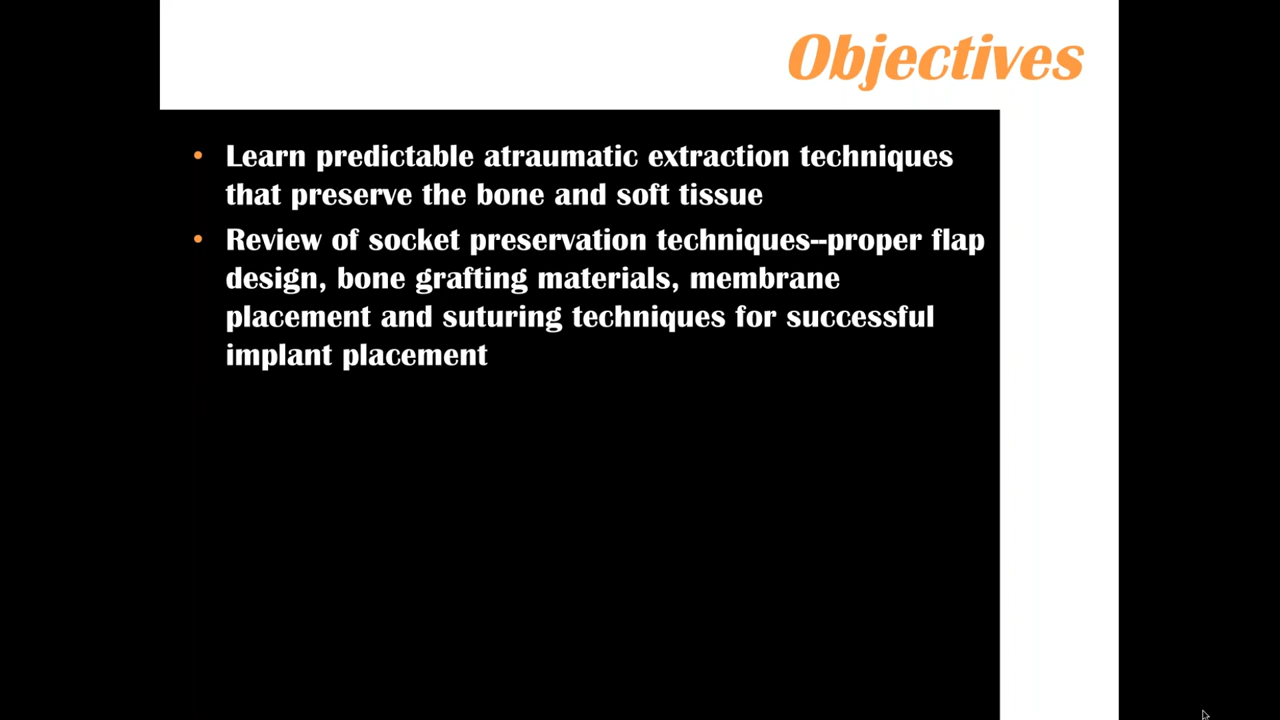 Objectives
• Learn predictable atraumatic extraction techniques
that preserve the bone and soft tissue
• Review of socket preservation techniques--proper flap
design, bone grafting materials, membrane
placement and suturing techniques for successful
implant placement